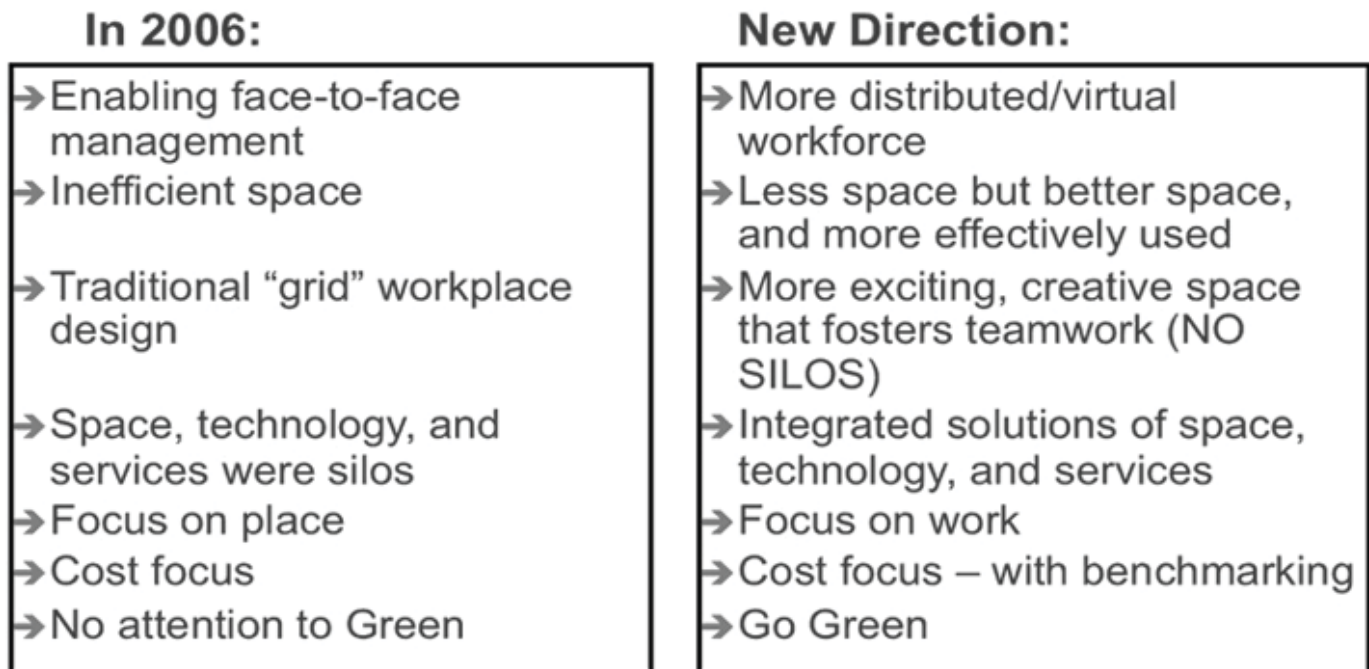 In 2006:
→Enabling face-to-face
management
→Inefficient space
→Traditional “grid” workplace
design
→Space, technology, and
services were silos
→Focus on place
→Cost focus
→No attention to Green
New Direction:
→More distributed/virtual
workforce
→Less space but better space,
and more effectively used
→More exciting, creative space
that fosters teamwork (NO
SILOS)
→Integrated solutions of space,
technology, and services
→Focus on work
→Cost focus – with benchmarking
→Go Green